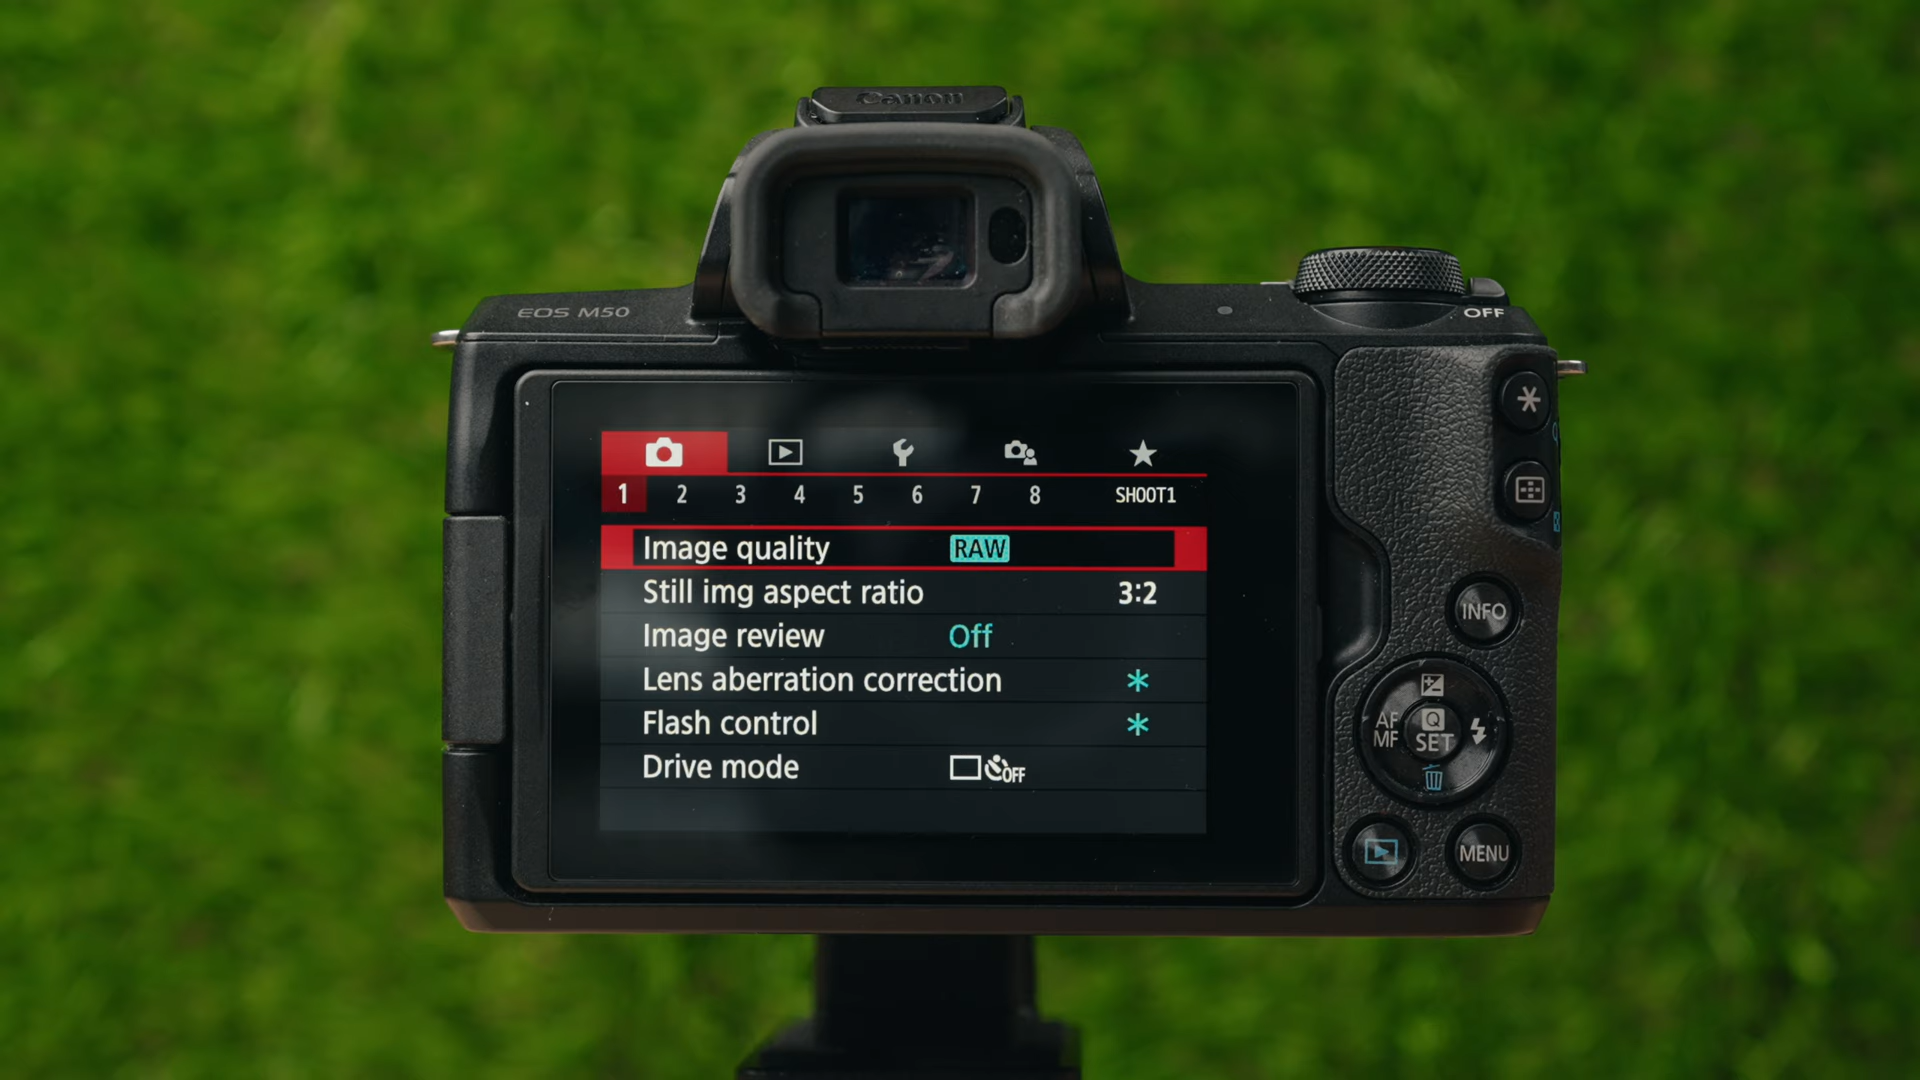 Canon
EOS M50
OFF
1 2 3 4 5 6 7 8 SHOOT1
Image quality RAW
Still img aspect ratio 3:2
Image review Off
Lens aberration correction *
Flash control *
Drive mode OFF
INFO
AF
MF
Q
SET
MENU